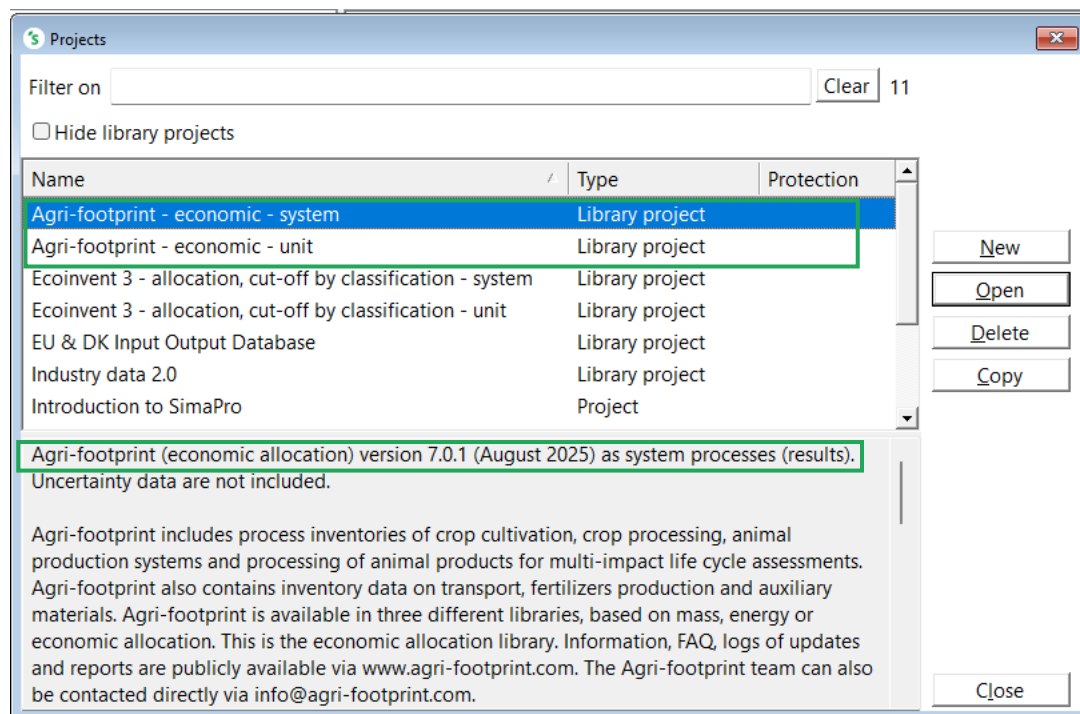 Projects
Filter on
Clear 11
Hide library projects
Name Type Protection
Agri-footprint - economic - system Library project
Agri-footprint - economic - unit Library project
Ecoinvent 3 - allocation, cut-off by classification - system Library project
Ecoinvent 3 - allocation, cut-off by classification - unit Library project
EU & DK Input Output Database Library project
Industry data 2.0 Library project
Introduction to SimaPro Project
New
Open
Delete
Copy
Agri-footprint (economic allocation) version 7.0.1 (August 2025) as system processes (results).
Uncertainty data are not included.
Agri-footprint includes process inventories of crop cultivation, crop processing, animal
production systems and processing of animal products for multi-impact life cycle assessments.
Agri-footprint also contains inventory data on transport, fertilizers production and auxiliary
materials. Agri-footprint is available in three different libraries, based on mass, energy or
economic allocation. This is the economic allocation library. Information, FAQ, logs of updates
and reports are publicly available via www.agri-footprint.com. The Agri-footprint team can also
be contacted directly via info@agri-footprint.com.
Close